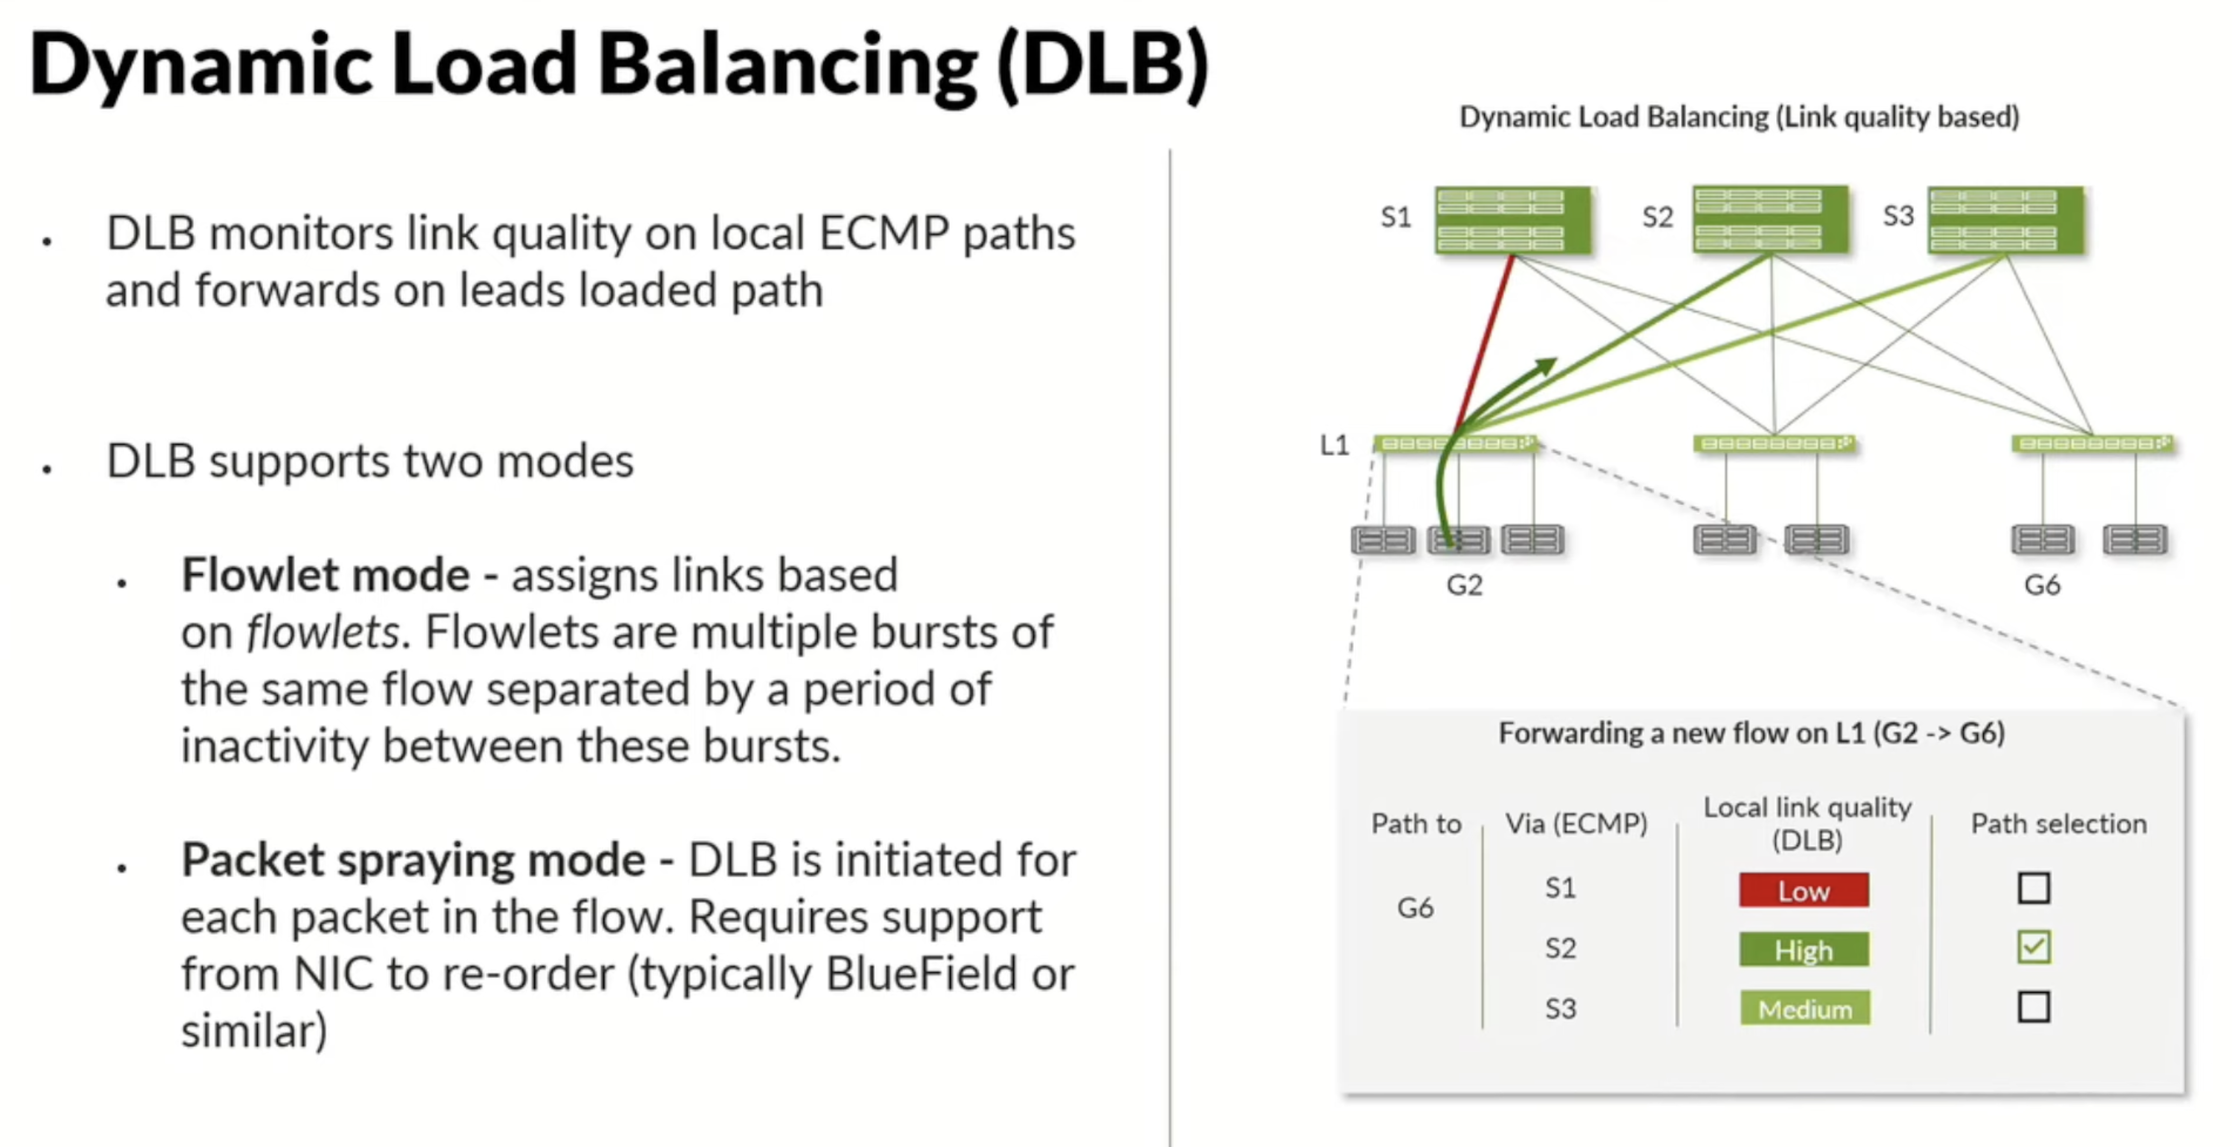 Dynamic Load Balancing (DLB)
• DLB monitors link quality on local ECMP paths
and forwards on leads loaded path
• DLB supports two modes
• Flowlet mode - assigns links based
on flowlets. Flowlets are multiple bursts of
the same flow separated by a period of
inactivity between these bursts.
• Packet spraying mode - DLB is initiated for
each packet in the flow. Requires support
from NIC to re-order (typically BlueField or
similar)
Dynamic Load Balancing (Link quality based)
S1 S2 S3
L1
G2 G6
Forwarding a new flow on L1 (G2 -> G6)
Path to Via (ECMP) Local link quality (DLB) Path selection
G6
S1 Low
S2 High
S3 Medium